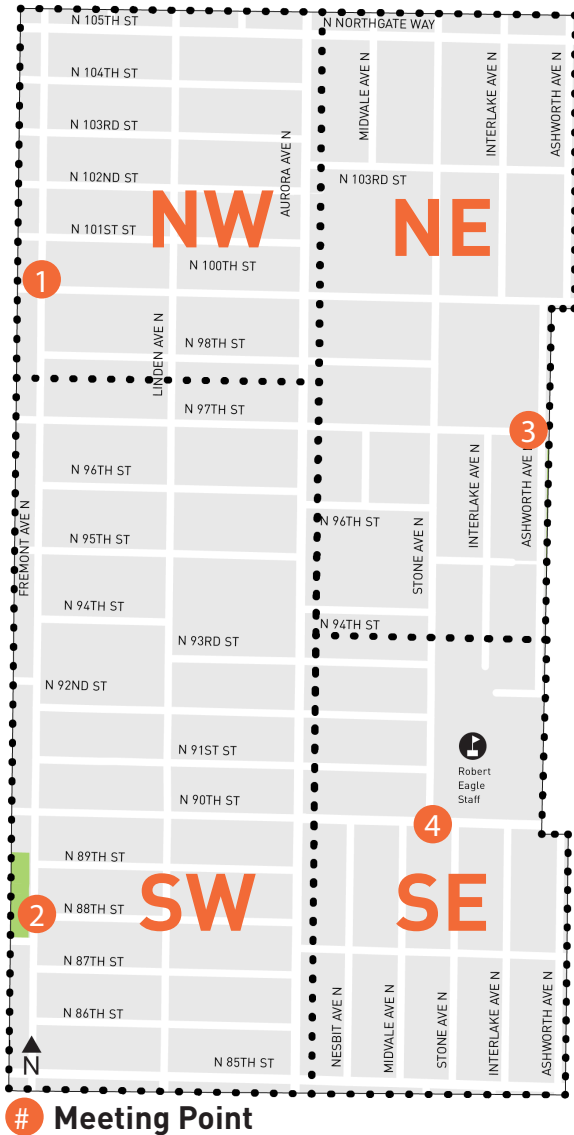 N 105TH ST
N NORTHGATE WAY
N 104TH ST
MIDVALE AVE N
INTERLAKE AVE N
ASHWORTH AVE N
N 103RD ST
AURORA AVE N
N 102ND ST
N 103RD ST
NW
NE
N 101ST ST
N 100TH ST
1
LINDEN AVE N
N 98TH ST
N 97TH ST
3
N 96TH ST
INTERLAKE AVE N
ASHWORTH AVE N
FREMONT AVE N
N 95TH ST
N 96TH ST
STONE AVE N
N 94TH ST
N 94TH ST
N 93RD ST
N 92ND ST
N 91ST ST
Robert
Eagle
Staff
N 90TH ST
4
N 89TH ST
SW
SE
2
N 88TH ST
N 87TH ST
N 86TH ST
NESBIT AVE N
MIDVALE AVE N
STONE AVE N
INTERLAKE AVE N
ASHWORTH AVE N
N
N 85TH ST
# Meeting Point